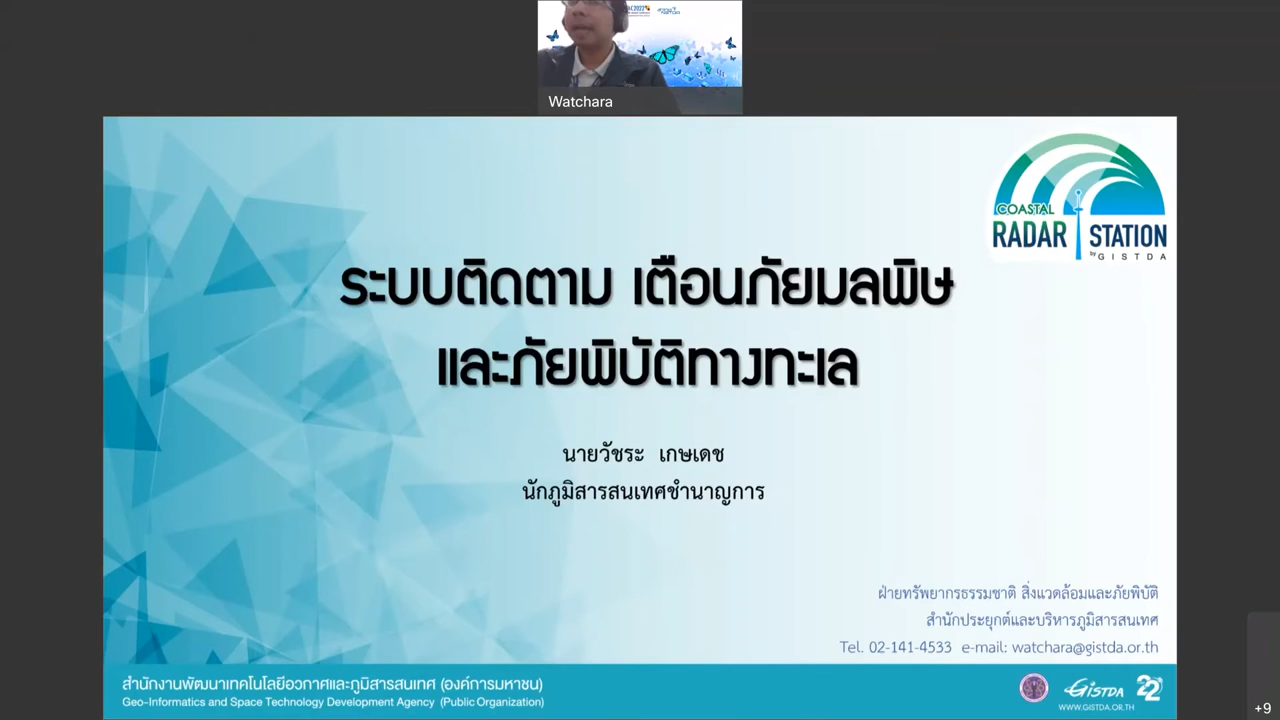 Watchara
COASTAL
RADAR STATION
by GISTDA
ระบบติดตาม เตือนภัยมลพิษ
และภัยพิบัติทางทะเล
นายวัชระ เกษเดช
นักภูมิสารสนเทศชำนาญการ
ฝ่ายทรัพยากรธรรมชาติ สิ่งแวดล้อมและภัยพิบัติ
สำนักประยุกต์และบริหารภูมิสารสนเทศ
Tel. 02-141-4533 e-mail: watchara@gistda.or.th
สำนักงานพัฒนาเทคโนโลยีอวกาศและภูมิสารสนเทศ (องค์การมหาชน)
Geo-Informatics and Space Technology Development Agency (Public Organization)
GISTDA 22
WWW.GISTDA.OR.TH
+9